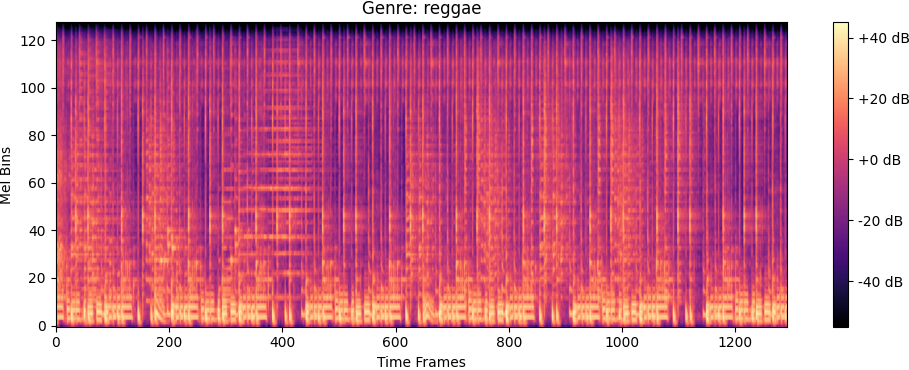 Genre: reggae
Mel Bins
120
100
80
60
40
20
0
0 200 400 600 800 1000 1200
Time Frames
+40 dB
+20 dB
+0 dB
-20 dB
-40 dB